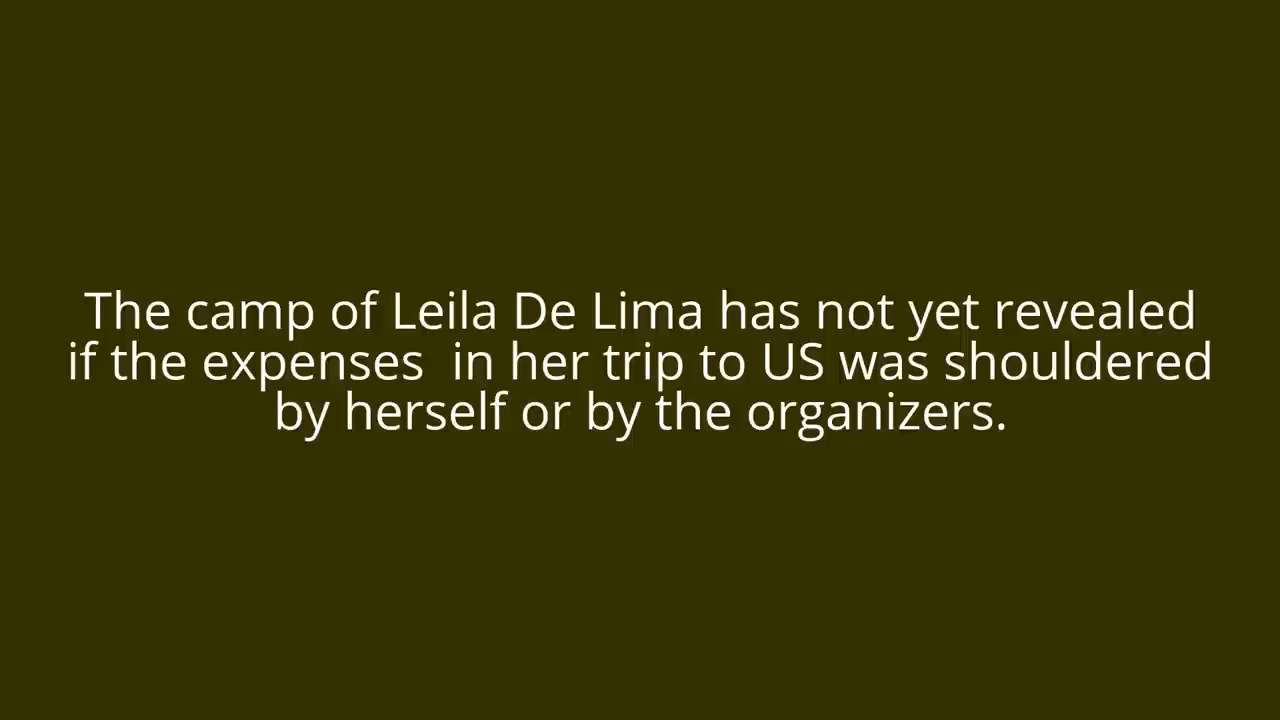 The camp of Leila De Lima has not yet revealed
if the expenses  in her trip to US was shouldered
by herself or by the organizers.